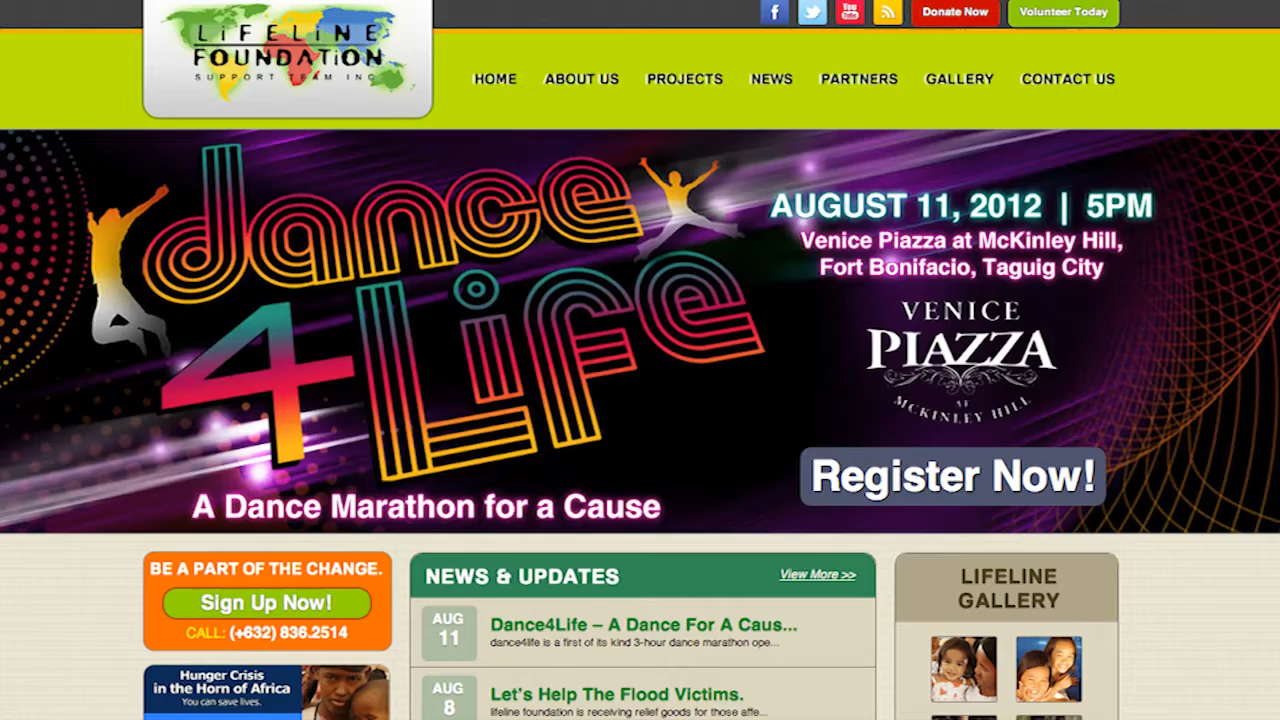 LiFELiNE
FOUNDATiON
SUPPORT TEAM INC
f
You
Tube
Donate Now
Volunteer Today
HOME
ABOUT US
PROJECTS
NEWS
PARTNERS
GALLERY
CONTACT US
dance
4Life
A Dance Marathon for a Cause
AUGUST 11, 2012 | 5PM
Venice Piazza at McKinley Hill,
Fort Bonifacio, Taguig City
VENICE
PIAZZA
AT
MCKINLEY HILL
Register Now!
BE A PART OF THE CHANGE.
Sign Up Now!
CALL: (+632) 836.2514
Hunger Crisis
in the Horn of Africa
You can save lives.
NEWS & UPDATES
View More >>
AUG
11
Dance4Life – A Dance For A Caus...
dance4life is a first of its kind 3-hour dance marathon ope...
AUG
8
Let's Help The Flood Victims.
lifeline foundation is receiving relief goods for those affe...
LIFELINE
GALLERY